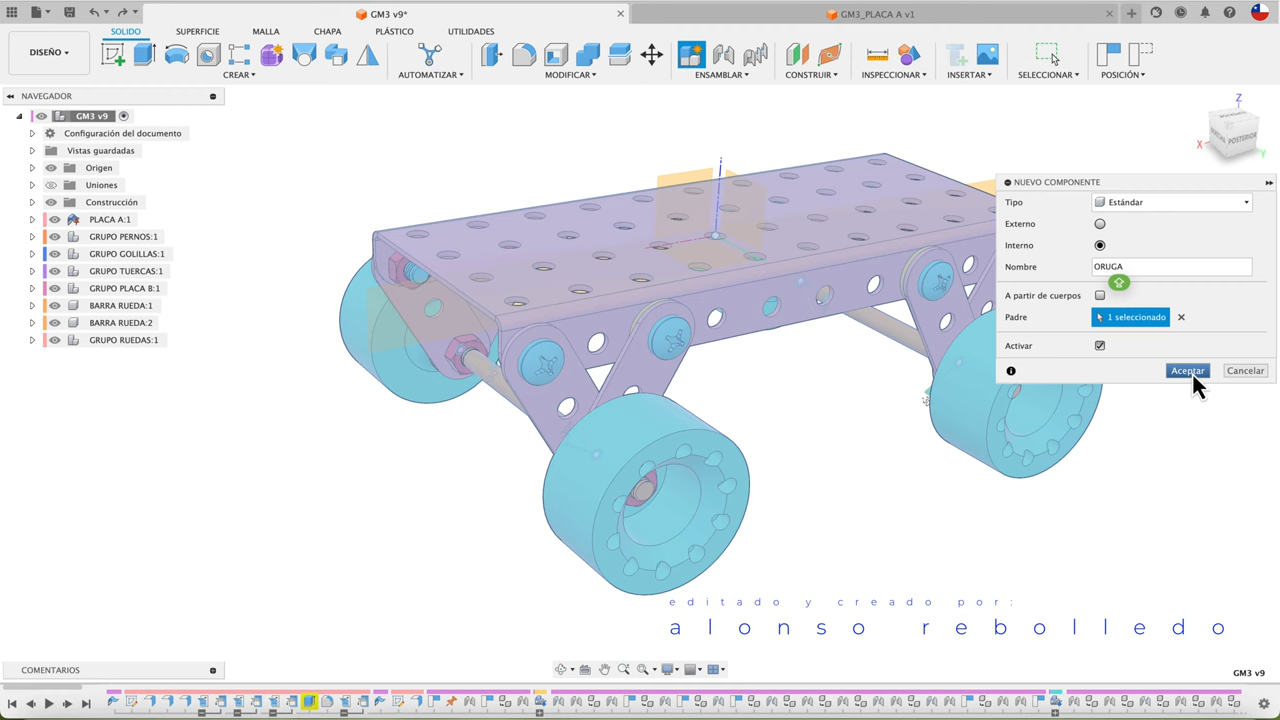 GM3 v9*
GM3_PLACA A v1
DISEÑO
SOLIDO
SUPERFICIE
MALLA
CHAPA
PLÁSTICO
UTILIDADES
CREAR
AUTOMATIZAR
MODIFICAR
ENSAMBLAR
CONSTRUIR
INSPECCIONAR
INSERTAR
SELECCIONAR
POSICIÓN
NAVEGADOR
GM3 v9
Configuración del documento
Vistas guardadas
Origen
Uniones
Construcción
PLACA A:1
GRUPO PERNOS:1
GRUPO GOLILLAS:1
GRUPO TUERCAS:1
GRUPO PLACA B:1
BARRA RUEDA:1
BARRA RUEDA:2
GRUPO RUEDAS:1
Z
X
Y
POSTERIOR
NUEVO COMPONENTE
Tipo Estándar
Externo
Interno
Nombre ORUGA
A partir de cuerpos
Padre 1 seleccionado
Activar
Aceptar Cancelar
editado y creado por:
alonso rebolledo
COMENTARIOS
GM3 v9